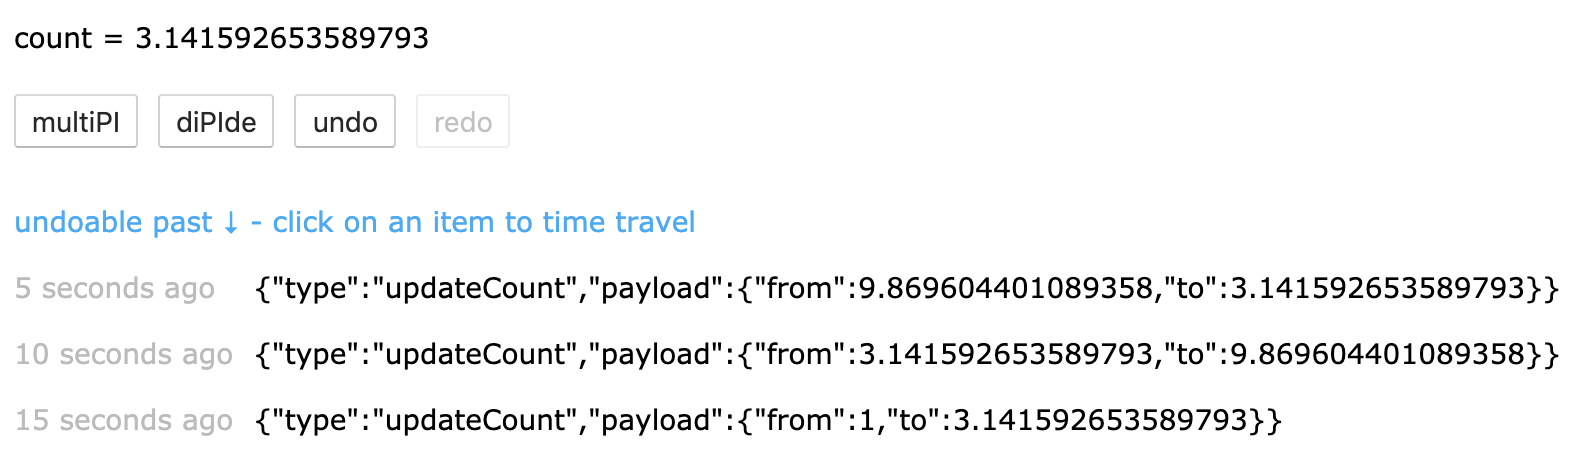 count = 3.141592653589793
multiPI diPIde undo redo
undoable past ↓ - click on an item to time travel
5 seconds ago {"type":"updateCount","payload":{"from":9.869604401089358,"to":3.141592653589793}}
10 seconds ago {"type":"updateCount","payload":{"from":3.141592653589793,"to":9.869604401089358}}
15 seconds ago {"type":"updateCount","payload":{"from":1,"to":3.141592653589793}}